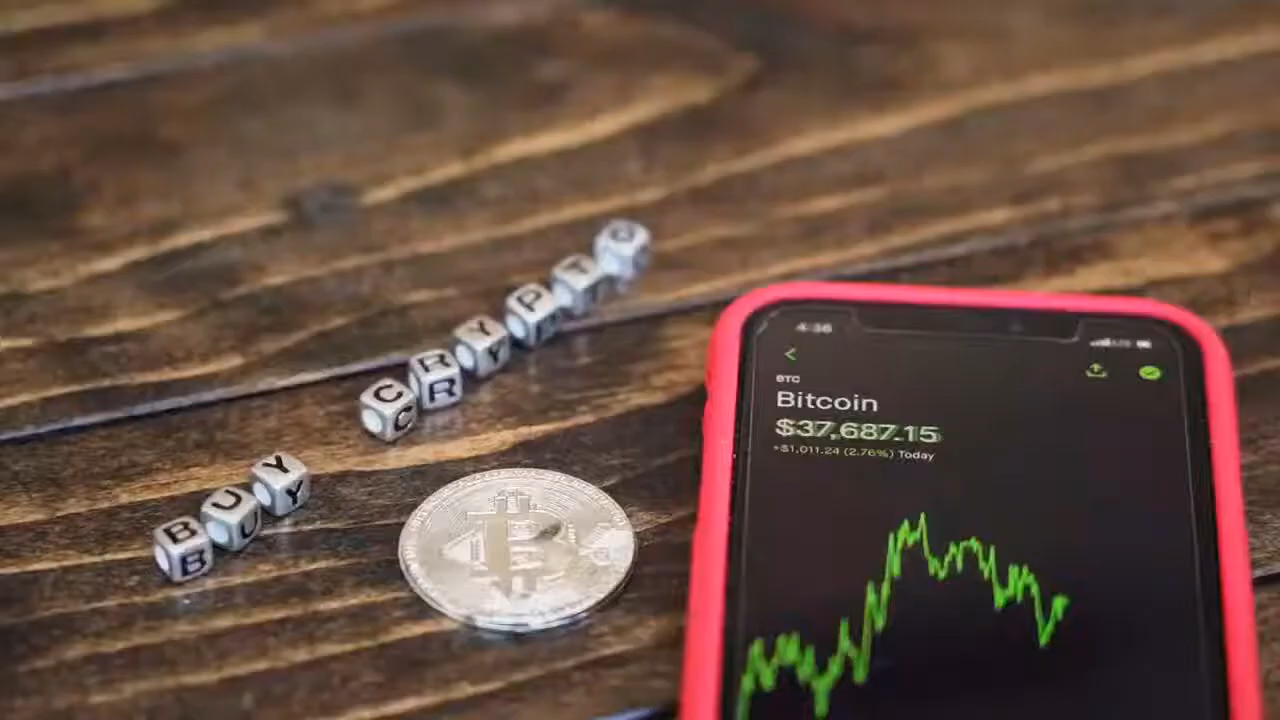 BUY
CRYPTO
4:36
BTC
Bitcoin
$37,687.15
+$1,011.24 (2.76%) Today